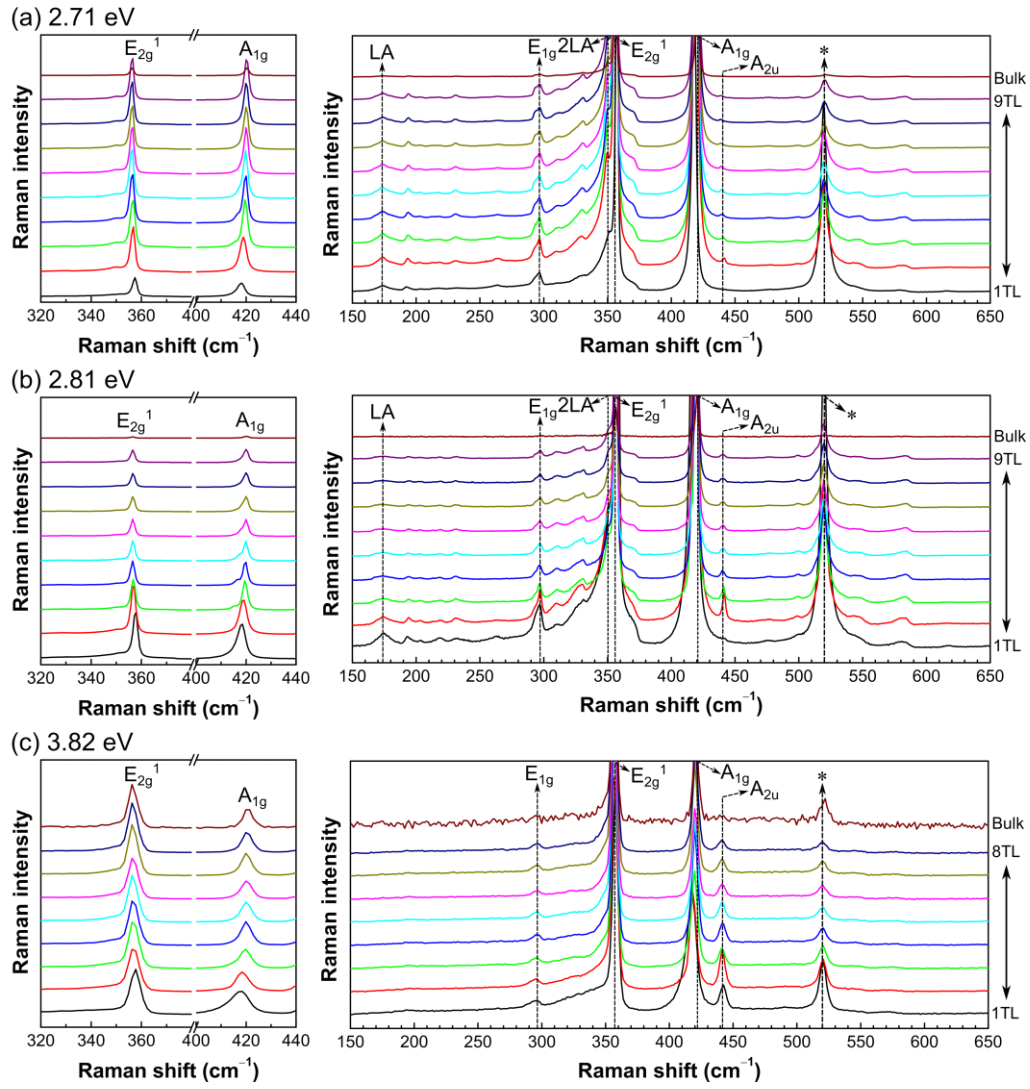 (a) 2.71 eV
E2g¹
A1g
Raman intensity
320 340 360 400 420 440
Raman shift (cm⁻¹)
LA
E1g
2LA
E2g¹
A1g
A2u
*
Bulk
9TL
1TL
Raman intensity
150 200 250 300 350 400 450 500 550 600 650
Raman shift (cm⁻¹)
(b) 2.81 eV
E2g¹
A1g
Raman intensity
320 340 360 400 420 440
Raman shift (cm⁻¹)
LA
E1g
2LA
E2g¹
A1g
A2u
*
Bulk
9TL
1TL
Raman intensity
150 200 250 300 350 400 450 500 550 600 650
Raman shift (cm⁻¹)
(c) 3.82 eV
E2g¹
A1g
Raman intensity
320 340 360 400 420 440
Raman shift (cm⁻¹)
E1g
E2g¹
A1g
A2u
*
Bulk
8TL
1TL
Raman intensity
150 200 250 300 350 400 450 500 550 600 650
Raman shift (cm⁻¹)